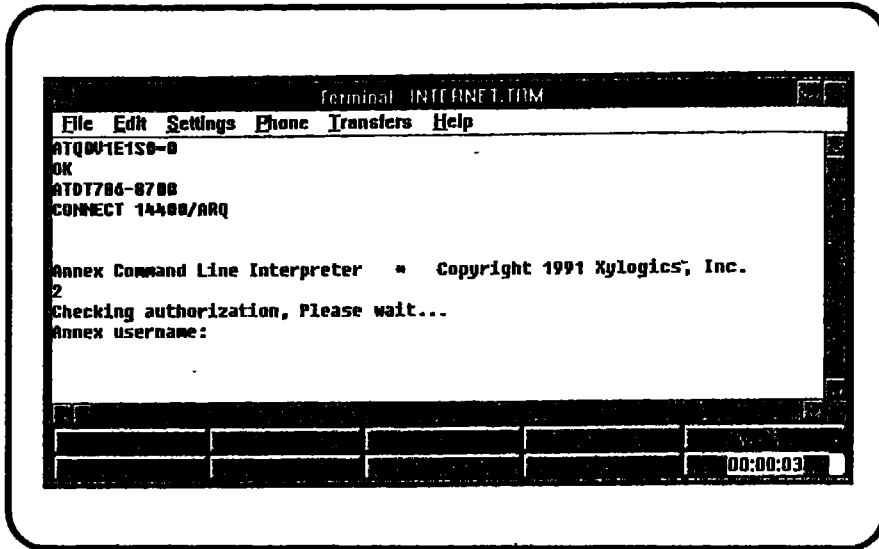 Terminal - INTERNET.TRM
File Edit Settings Phone Transfers Help
ATQ0V1E1S0=0
OK
ATDT786-8700
CONNECT 14400/ARQ
Annex Command Line Interpreter * Copyright 1991 Xylogics, Inc.
2
Checking authorization, Please wait...
Annex username:
00:00:03